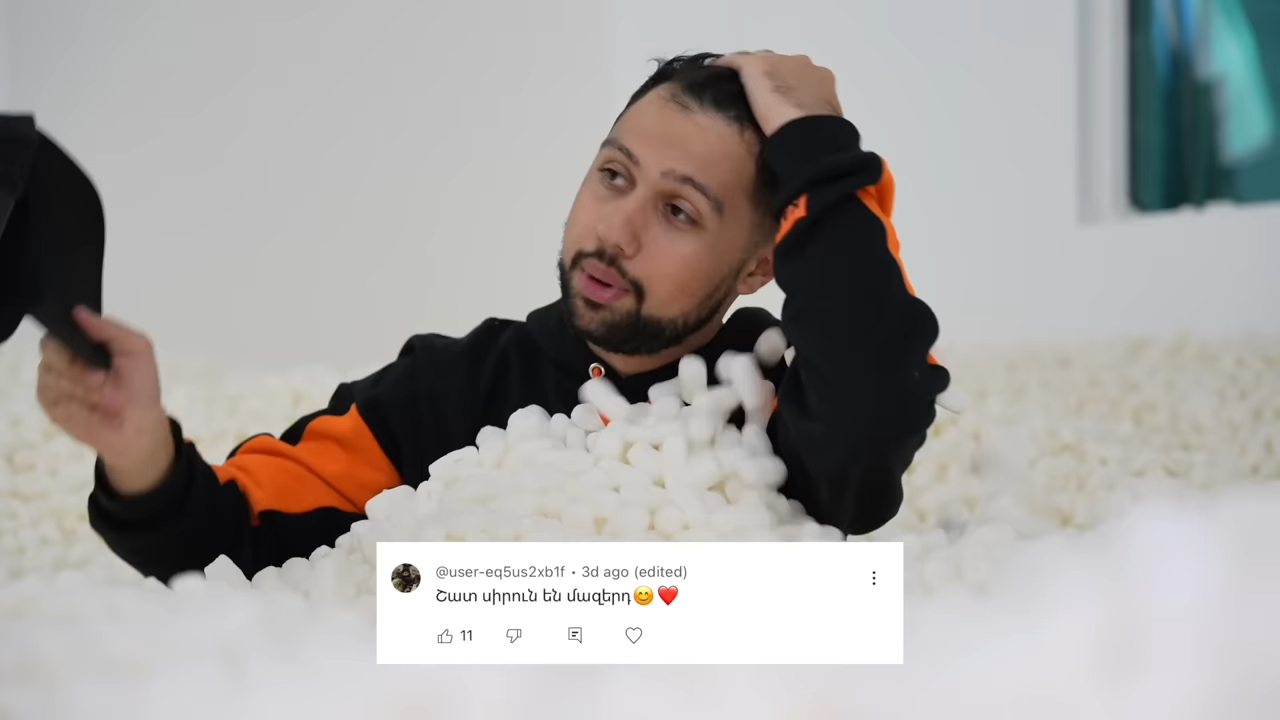 @user-eq5us2xb1f • 3d ago (edited)
Շատ սիրուն են մազերդ😊❤️
11